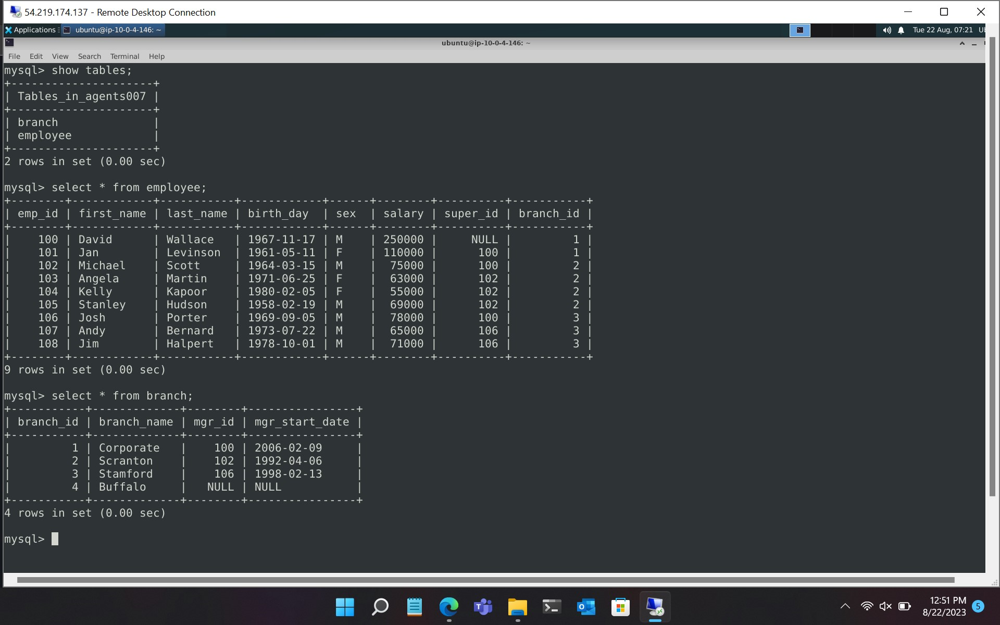 54.219.174.137 - Remote Desktop Connection
Applications ubuntu@ip-10-0-4-146: ~ Tue 22 Aug, 07:21
ubuntu@ip-10-0-4-146: ~
File Edit View Search Terminal Help
mysql> show tables;
+---------------------+
| Tables_in_agents007 |
+---------------------+
| branch              |
| employee            |
+---------------------+
2 rows in set (0.00 sec)

mysql> select * from employee;
+--------+------------+-----------+------------+------+--------+----------+-----------+
| emp_id | first_name | last_name | birth_day  | sex  | salary | super_id | branch_id |
+--------+------------+-----------+------------+------+--------+----------+-----------+
|    100 | David      | Wallace   | 1967-11-17 | M    | 250000 |     NULL |         1 |
|    101 | Jan        | Levinson  | 1961-05-11 | F    | 110000 |      100 |         1 |
|    102 | Michael    | Scott     | 1964-03-15 | M    |  75000 |      100 |         2 |
|    103 | Angela     | Martin    | 1971-06-25 | F    |  63000 |      102 |         2 |
|    104 | Kelly      | Kapoor    | 1980-02-05 | F    |  55000 |      102 |         2 |
|    105 | Stanley    | Hudson    | 1958-02-19 | M    |  69000 |      102 |         2 |
|    106 | Josh       | Porter    | 1969-09-05 | M    |  78000 |      100 |         3 |
|    107 | Andy       | Bernard   | 1973-07-22 | M    |  65000 |      106 |         3 |
|    108 | Jim        | Halpert   | 1978-10-01 | M    |  71000 |      106 |         3 |
+--------+------------+-----------+------------+------+--------+----------+-----------+
9 rows in set (0.00 sec)

mysql> select * from branch;
+-----------+-------------+--------+----------------+
| branch_id | branch_name | mgr_id | mgr_start_date |
+-----------+-------------+--------+----------------+
|         1 | Corporate   |    100 | 2006-02-09     |
|         2 | Scranton    |    102 | 1992-04-06     |
|         3 | Stamford    |    106 | 1998-02-13     |
|         4 | Buffalo     |   NULL | NULL           |
+-----------+-------------+--------+----------------+
4 rows in set (0.00 sec)

mysql>
12:51 PM
8/22/2023 5